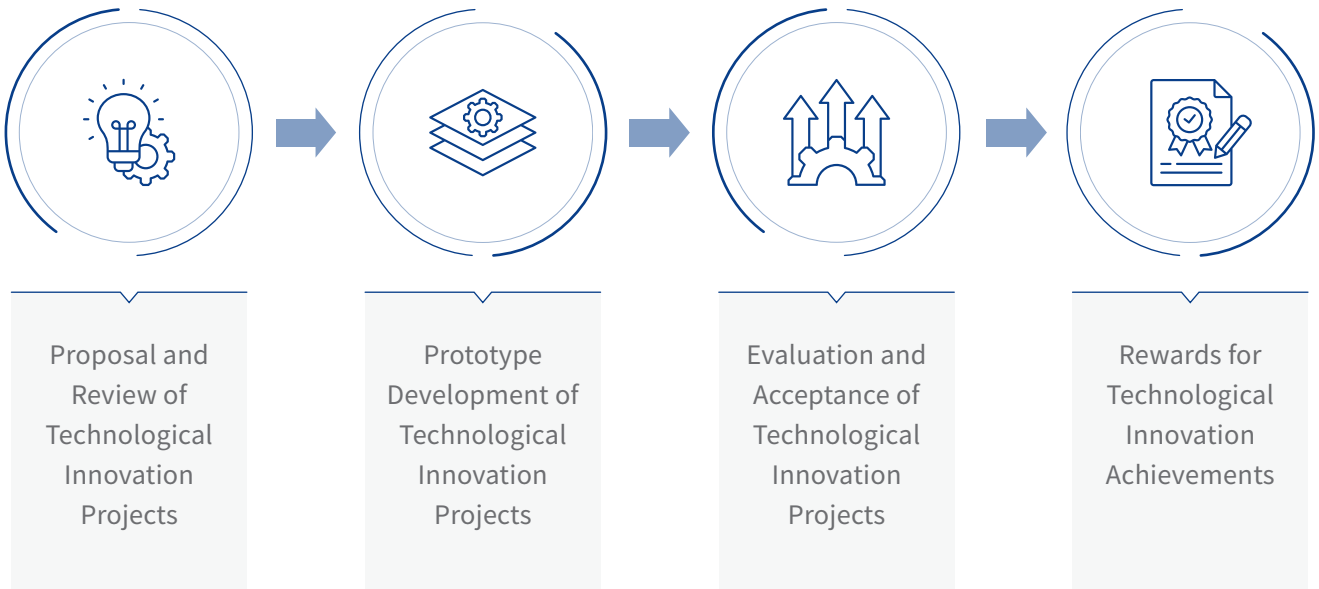 Proposal and
Review of
Technological
Innovation
Projects
Prototype
Development of
Technological
Innovation
Projects
Evaluation and
Acceptance of
Technological
Innovation
Projects
Rewards for
Technological
Innovation
Achievements